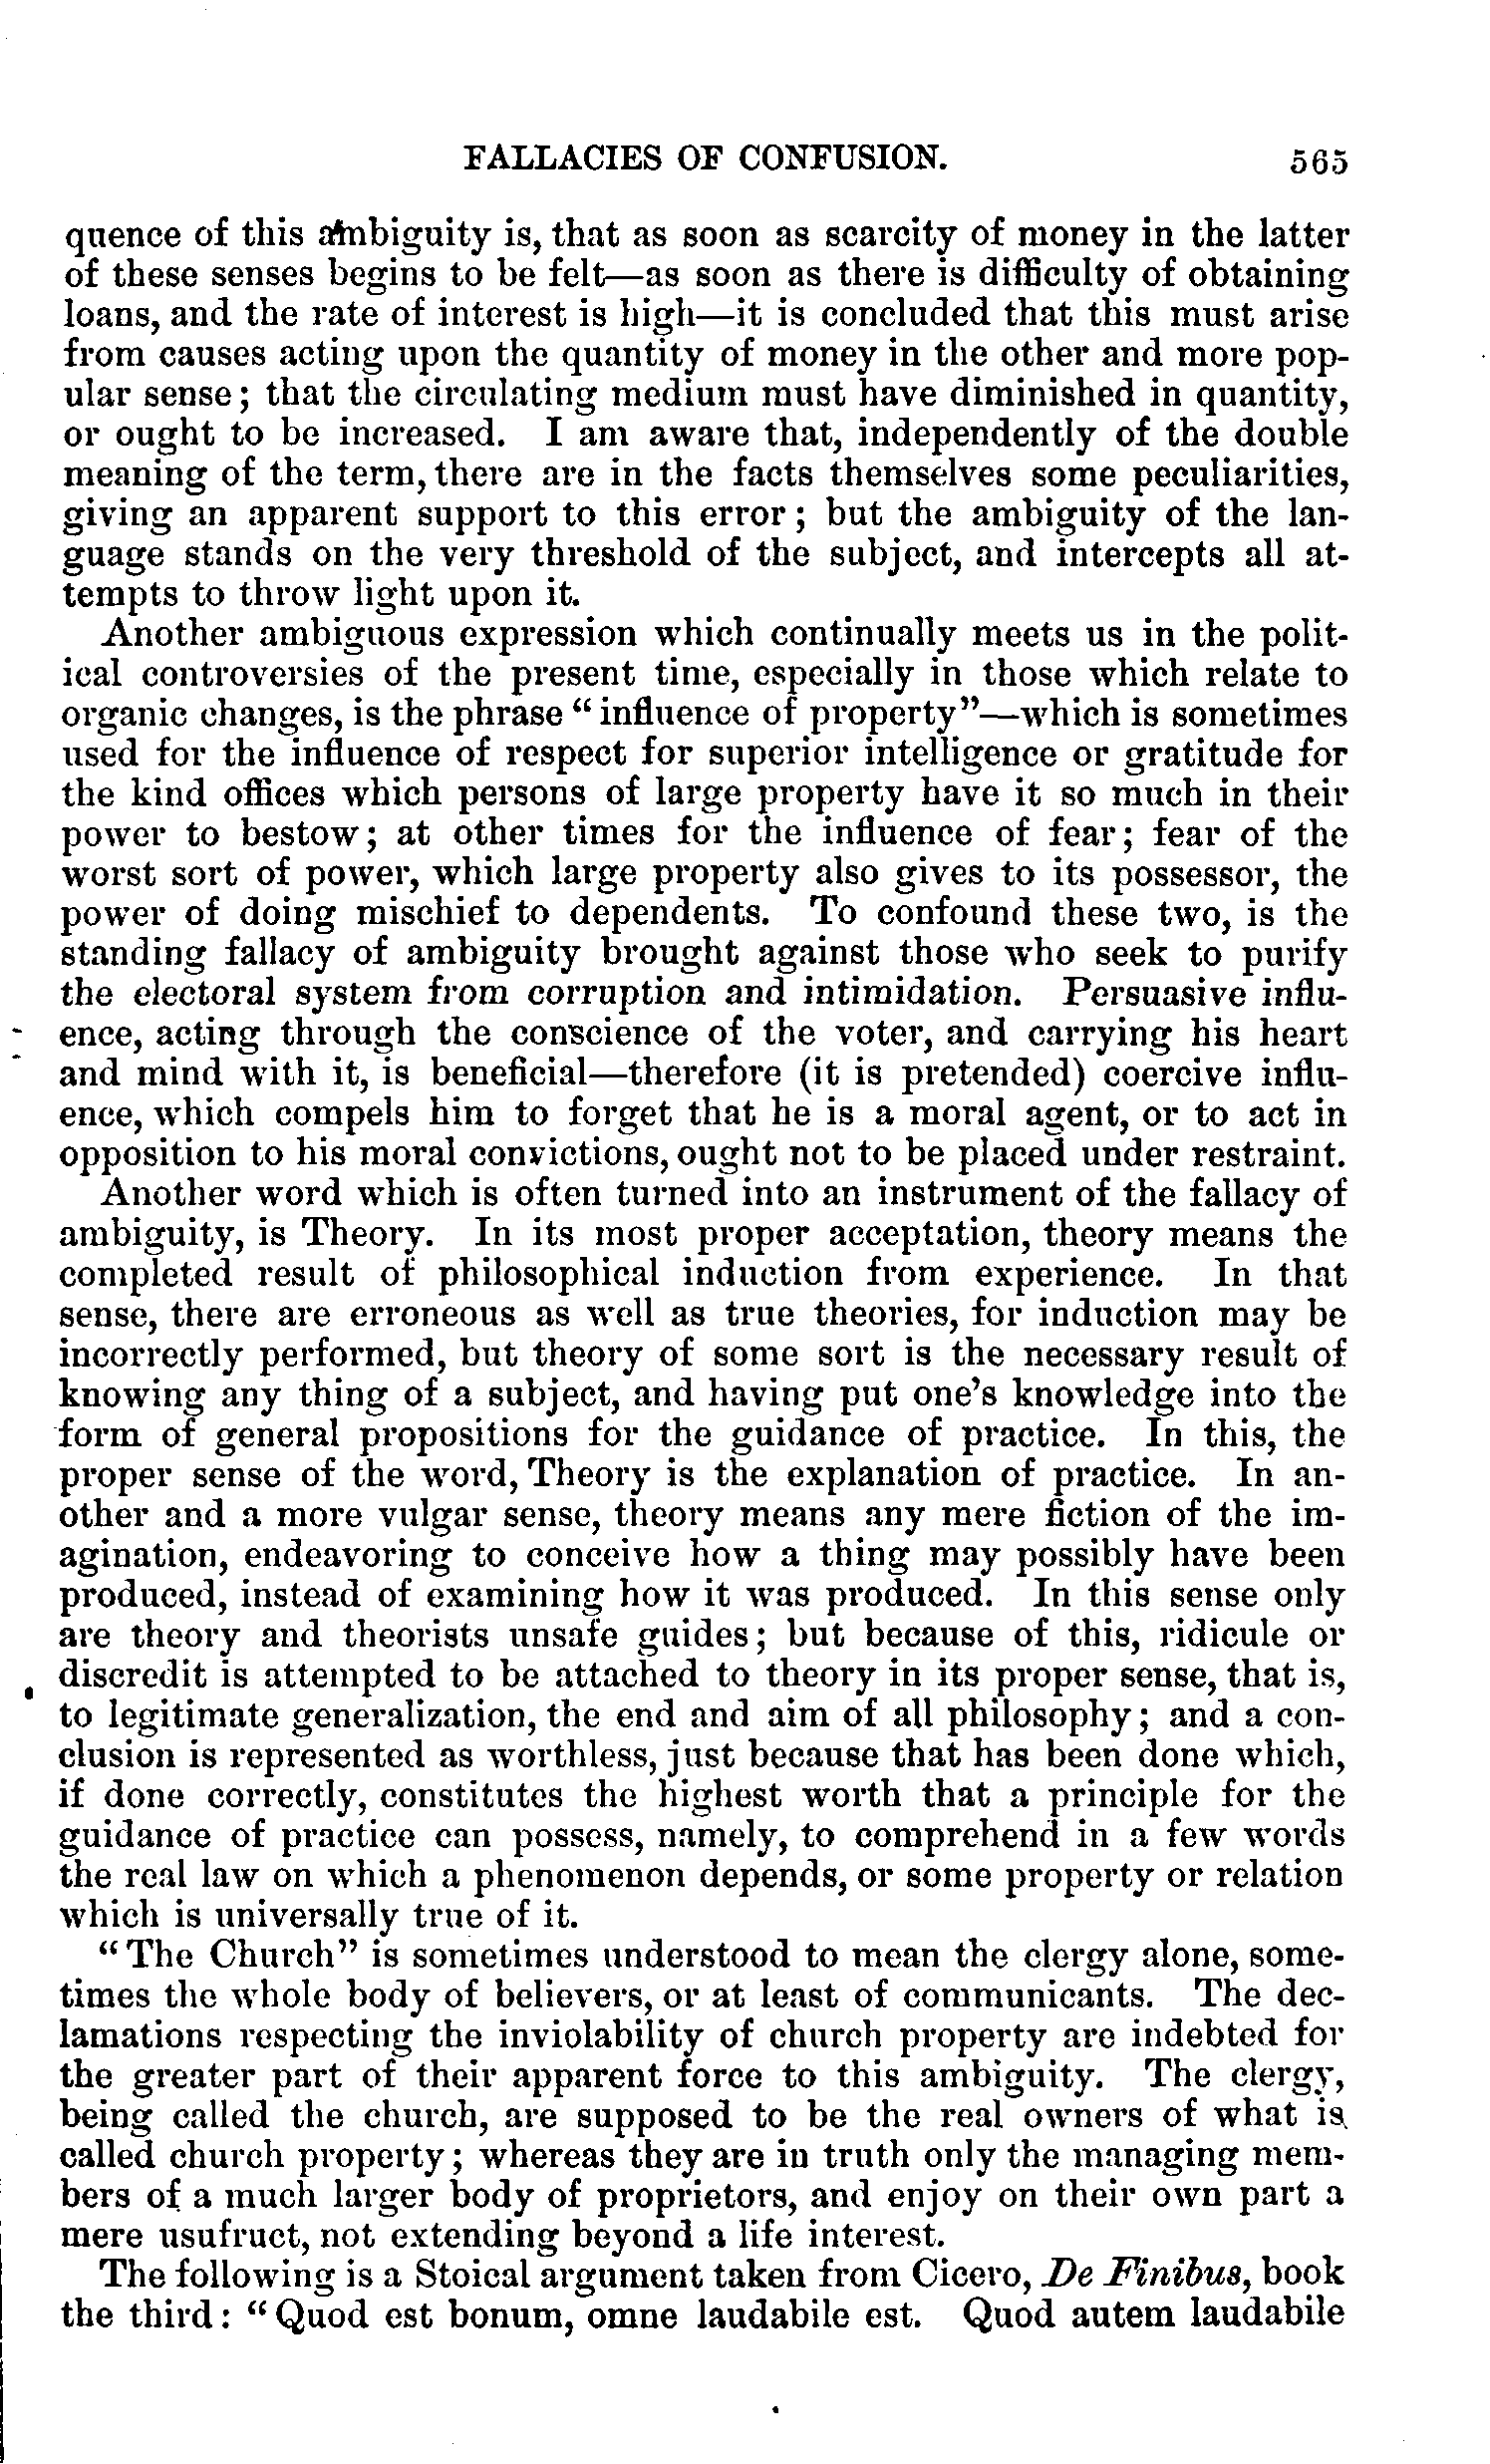 FALLACIES OF CONFUSION. 565
quence of this ambiguity is, that as soon as scarcity of money in the latter
of these senses begins to be felt—as soon as there is difficulty of obtaining
loans, and the rate of interest is high—it is concluded that this must arise
from causes acting upon the quantity of money in the other and more pop-
ular sense; that the circulating medium must have diminished in quantity,
or ought to be increased. I am aware that, independently of the double
meaning of the term, there are in the facts themselves some peculiarities,
giving an apparent support to this error; but the ambiguity of the lan-
guage stands on the very threshold of the subject, and intercepts all at-
tempts to throw light upon it.
Another ambiguous expression which continually meets us in the polit-
ical controversies of the present time, especially in those which relate to
organic changes, is the phrase "influence of property"—which is sometimes
used for the influence of respect for superior intelligence or gratitude for
the kind offices which persons of large property have it so much in their
power to bestow; at other times for the influence of fear; fear of the
worst sort of power, which large property also gives to its possessor, the
power of doing mischief to dependents. To confound these two, is the
standing fallacy of ambiguity brought against those who seek to purify
the electoral system from corruption and intimidation. Persuasive influ-
ence, acting through the conscience of the voter, and carrying his heart
and mind with it, is beneficial—therefore (it is pretended) coercive influ-
ence, which compels him to forget that he is a moral agent, or to act in
opposition to his moral convictions, ought not to be placed under restraint.
Another word which is often turned into an instrument of the fallacy of
ambiguity, is Theory. In its most proper acceptation, theory means the
completed result of philosophical induction from experience. In that
sense, there are erroneous as well as true theories, for induction may be
incorrectly performed, but theory of some sort is the necessary result of
knowing any thing of a subject, and having put one's knowledge into the
form of general propositions for the guidance of practice. In this, the
proper sense of the word, Theory is the explanation of practice. In an-
other and a more vulgar sense, theory means any mere fiction of the im-
agination, endeavoring to conceive how a thing may possibly have been
produced, instead of examining how it was produced. In this sense only
are theory and theorists unsafe guides; but because of this, ridicule or
discredit is attempted to be attached to theory in its proper sense, that is,
to legitimate generalization, the end and aim of all philosophy; and a con-
clusion is represented as worthless, just because that has been done which,
if done correctly, constitutes the highest worth that a principle for the
guidance of practice can possess, namely, to comprehend in a few words
the real law on which a phenomenon depends, or some property or relation
which is universally true of it.
"The Church" is sometimes understood to mean the clergy alone, some-
times the whole body of believers, or at least of communicants. The dec-
lamations respecting the inviolability of church property are indebted for
the greater part of their apparent force to this ambiguity. The clergy,
being called the church, are supposed to be the real owners of what is
called church property; whereas they are in truth only the managing mem-
bers of a much larger body of proprietors, and enjoy on their own part a
mere usufruct, not extending beyond a life interest.
The following is a Stoical argument taken from Cicero, De Finibus, book
the third: "Quod est bonum, omne laudabile est. Quod autem laudabile